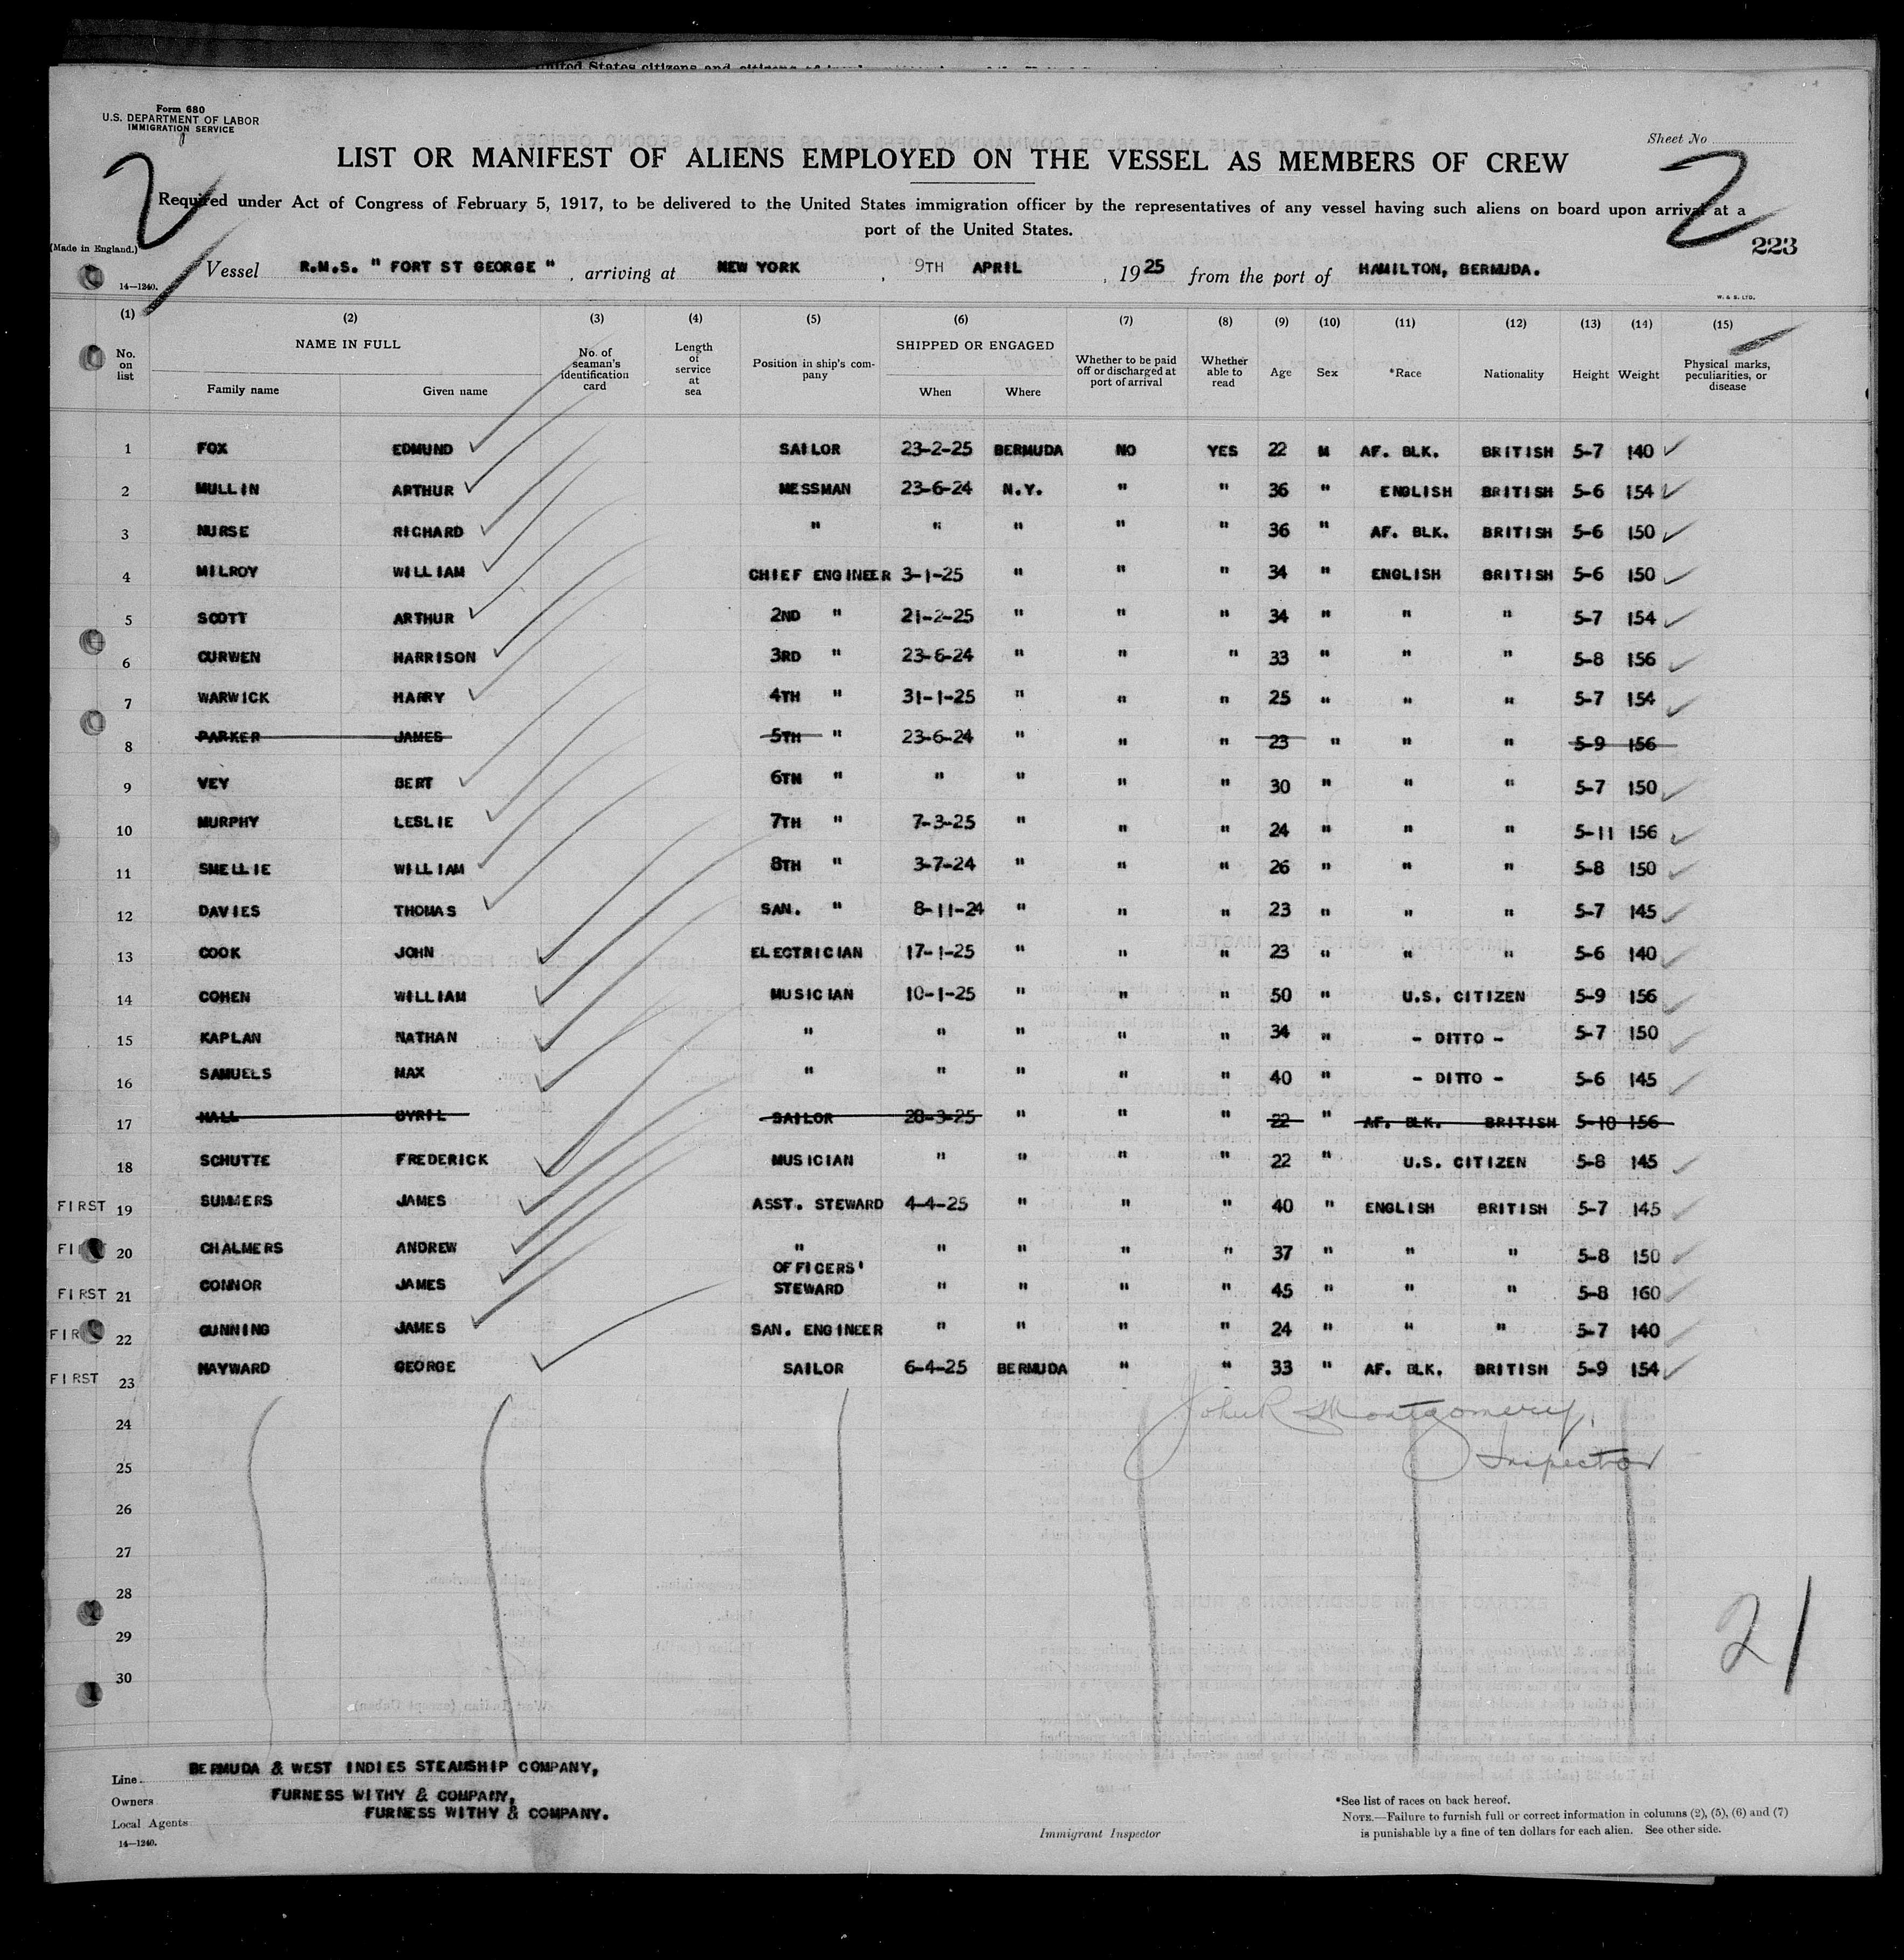 United States citizens and citizens of
Form 680
U.S. DEPARTMENT OF LABOR
IMMIGRATION SERVICE
Sheet No
2
2
LIST OR MANIFEST OF ALIENS EMPLOYED ON THE VESSEL AS MEMBERS OF CREW
Required under Act of Congress of February 5, 1917, to be delivered to the United States immigration officer by the representatives of any vessel having such aliens on board upon arrival at a
port of the United States.
(Made in England.)
223
Vessel R.M.S. " FORT ST GEORGE " , arriving at NEW YORK , 9TH APRIL , 1925 from the port of HAMILTON, BERMUDA.
14—1240.
W. & S. LTD.
(1) (2) (3) (4) (5) (6) (7) (8) (9) (10) (11) (12) (13) (14) (15)
No. on list NAME IN FULL Family name Given name No. of seaman's identification card Length of service at sea Position in ship's company SHIPPED OR ENGAGED When Where Whether to be paid off or discharged at port of arrival Whether able to read Age Sex *Race Nationality Height Weight Physical marks, peculiarities, or disease
1 FOX EDMUND SAILOR 23-2-25 BERMUDA NO YES 22 M AF. BLK. BRITISH 5-7 140
2 MULLIN ARTHUR MESSMAN 23-6-24 N.Y. " " 36 " ENGLISH BRITISH 5-6 154
3 NURSE RICHARD " " " " " 36 " AF. BLK. BRITISH 5-6 150
4 MILROY WILLIAM CHIEF ENGINEER 3-1-25 " " " 34 " ENGLISH BRITISH 5-6 150
5 SCOTT ARTHUR 2ND " 21-2-25 " " " 34 " " " 5-7 154
6 CURWEN HARRISON 3RD " 23-6-24 " " " 33 " " " 5-8 156
7 WARWICK HARRY 4TH " 31-1-25 " " " 25 " " " 5-7 154
8 PARKER JAMES 5TH " 23-6-24 " " " 23 " " " 5-9 156
9 VEY BERT 6TH " " " " " 30 " " " 5-7 150
10 MURPHY LESLIE 7TH " 7-3-25 " " " 24 " " " 5-11 156
11 SMELLIE WILLIAM 8TH " 3-7-24 " " " 26 " " " 5-8 150
12 DAVIES THOMAS SAN. " 8-11-24 " " " 23 " " " 5-7 145
13 COOK JOHN ELECTRICIAN 17-1-25 " " " 23 " " " 5-6 140
14 COHEN WILLIAM MUSICIAN 10-1-25 " " " 50 " U.S. CITIZEN 5-9 156
15 KAPLAN NATHAN " " " " " 34 " - DITTO - 5-7 150
16 SAMUELS MAX " " " " " 40 " - DITTO - 5-6 145
17 HALL CYRIL SAILOR 28-3-25 " " " 22 " AF. BLK. BRITISH 5-10 156
18 SCHUTTE FREDERICK MUSICIAN " " " " 22 " U.S. CITIZEN 5-8 145
FIRST 19 SUMMERS JAMES ASST. STEWARD 4-4-25 " " " 40 " ENGLISH BRITISH 5-7 145
20 CHALMERS ANDREW " " " " " 37 " " " 5-8 150
FIRST 21 CONNOR JAMES OFFICERS' STEWARD " " " " 45 " " " 5-8 160
22 GUNNING JAMES SAN. ENGINEER " " " " 24 " " " 5-7 140
FIRST 23 HAYWARD GEORGE SAILOR 6-4-25 BERMUDA " " 33 " AF. BLK. BRITISH 5-9 154
24
John R Montgomery,
25
Inspector
26
27
28
29
30
21
Line BERMUDA & WEST INDIES STEAMSHIP COMPANY,
Owners FURNESS WITHY & COMPANY,
Local Agents FURNESS WITHY & COMPANY.
14—1240.
Immigrant Inspector
*See list of races on back hereof.
NOTE.—Failure to furnish full or correct information in columns (2), (5), (6) and (7)
is punishable by a fine of ten dollars for each alien. See other side.